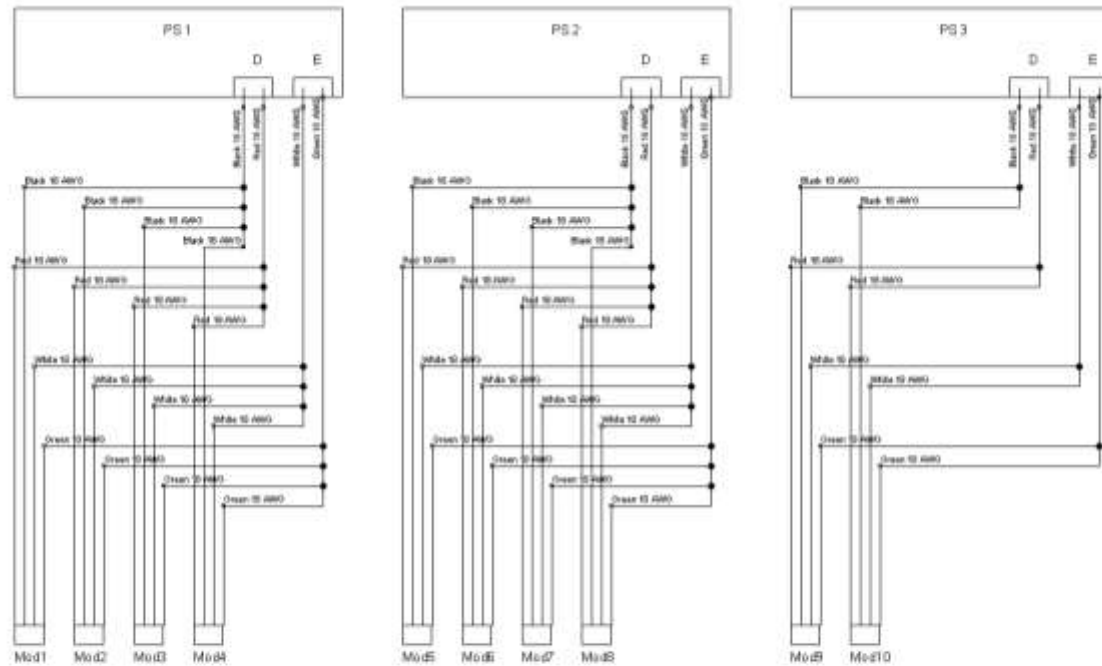 PS 1
PS 2
PS 3
D
E
D
E
D
E
Black 18 AWG
Red 18 AWG
White 18 AWG
Green 18 AWG
Black 18 AWG
Red 18 AWG
White 18 AWG
Green 18 AWG
Black 18 AWG
Red 18 AWG
White 18 AWG
Green 18 AWG
Black 18 AWG
Black 18 AWG
Black 18 AWG
Black 18 AWG
Red 18 AWG
Red 18 AWG
Red 18 AWG
Red 18 AWG
White 18 AWG
White 18 AWG
White 18 AWG
White 18 AWG
Green 18 AWG
Green 18 AWG
Green 18 AWG
Green 18 AWG
Black 18 AWG
Black 18 AWG
Black 18 AWG
Black 18 AWG
Red 18 AWG
Red 18 AWG
Red 18 AWG
Red 18 AWG
White 18 AWG
White 18 AWG
White 18 AWG
White 18 AWG
Green 18 AWG
Green 18 AWG
Green 18 AWG
Green 18 AWG
Black 18 AWG
Black 18 AWG
Red 18 AWG
Red 18 AWG
White 18 AWG
White 18 AWG
Green 18 AWG
Green 18 AWG
Mod1
Mod2
Mod3
Mod4
Mod5
Mod6
Mod7
Mod8
Mod9
Mod10